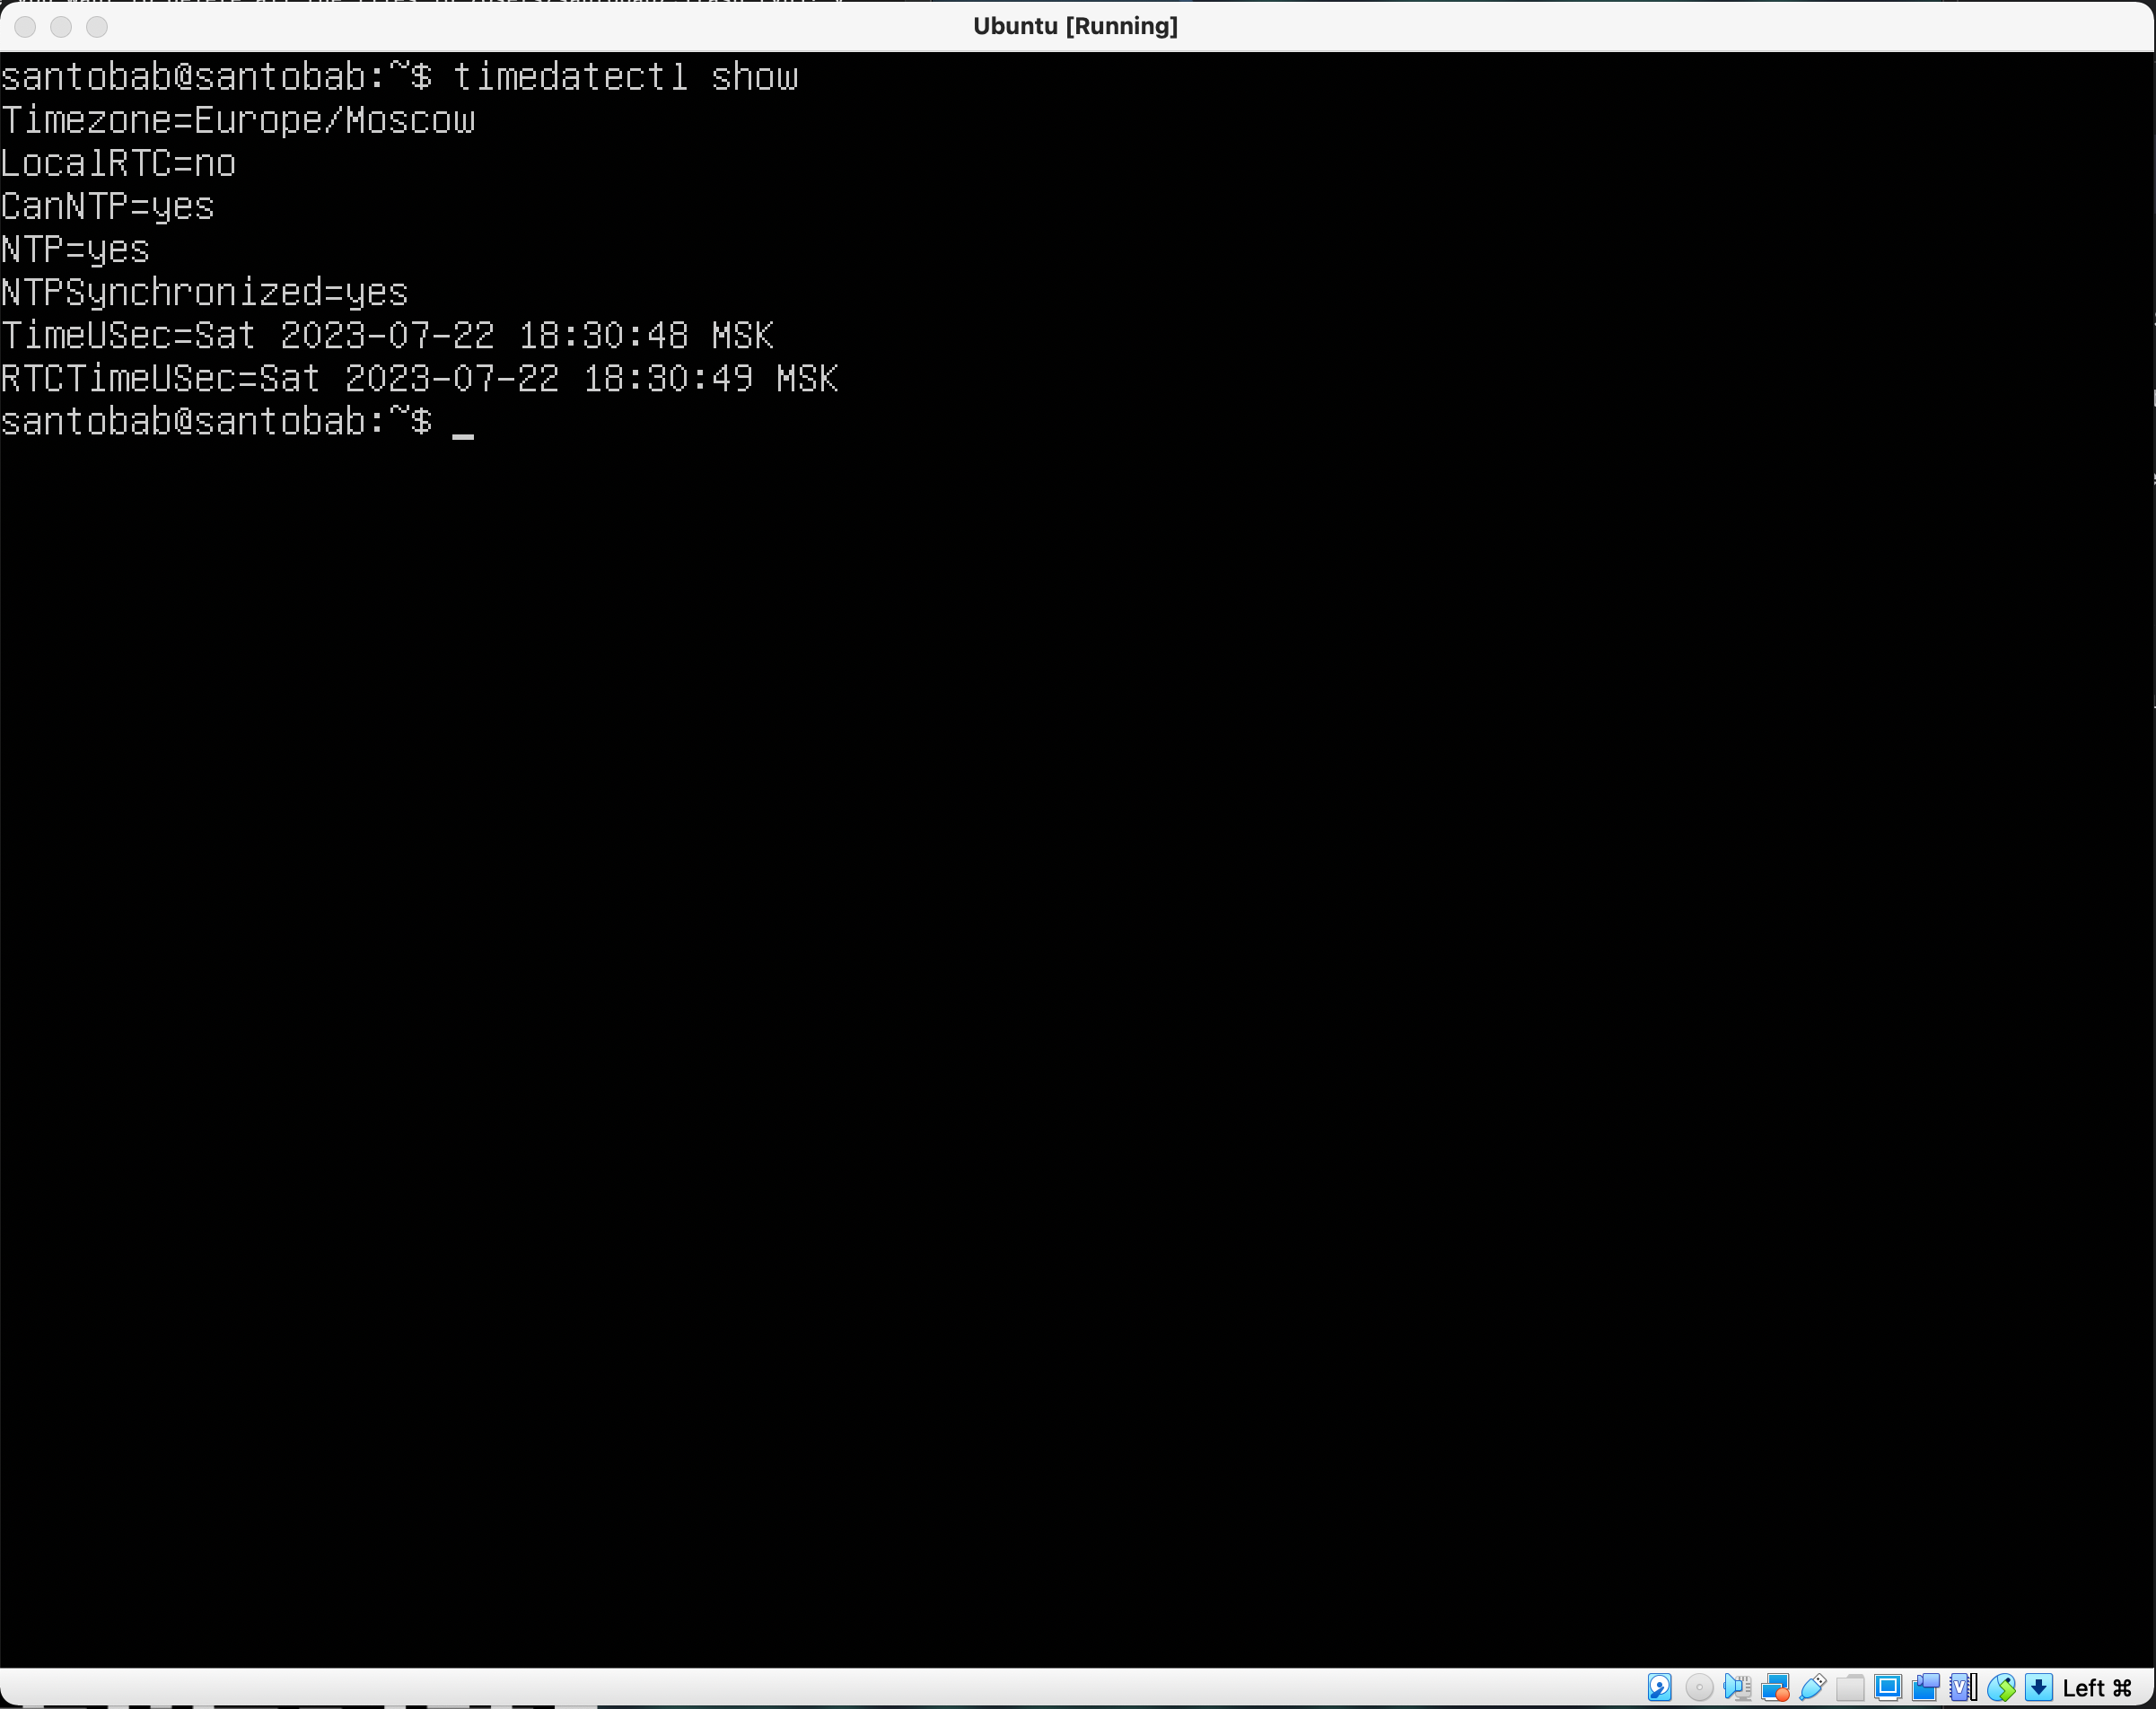 Ubuntu [Running]
santobab@santobab:~$ timedatectl show
Timezone=Europe/Moscow
LocalRTC=no
CanNTP=yes
NTP=yes
NTPSynchronized=yes
TimeUSec=Sat 2023-07-22 18:30:48 MSK
RTCTimeUSec=Sat 2023-07-22 18:30:49 MSK
santobab@santobab:~$ _
Left ⌘